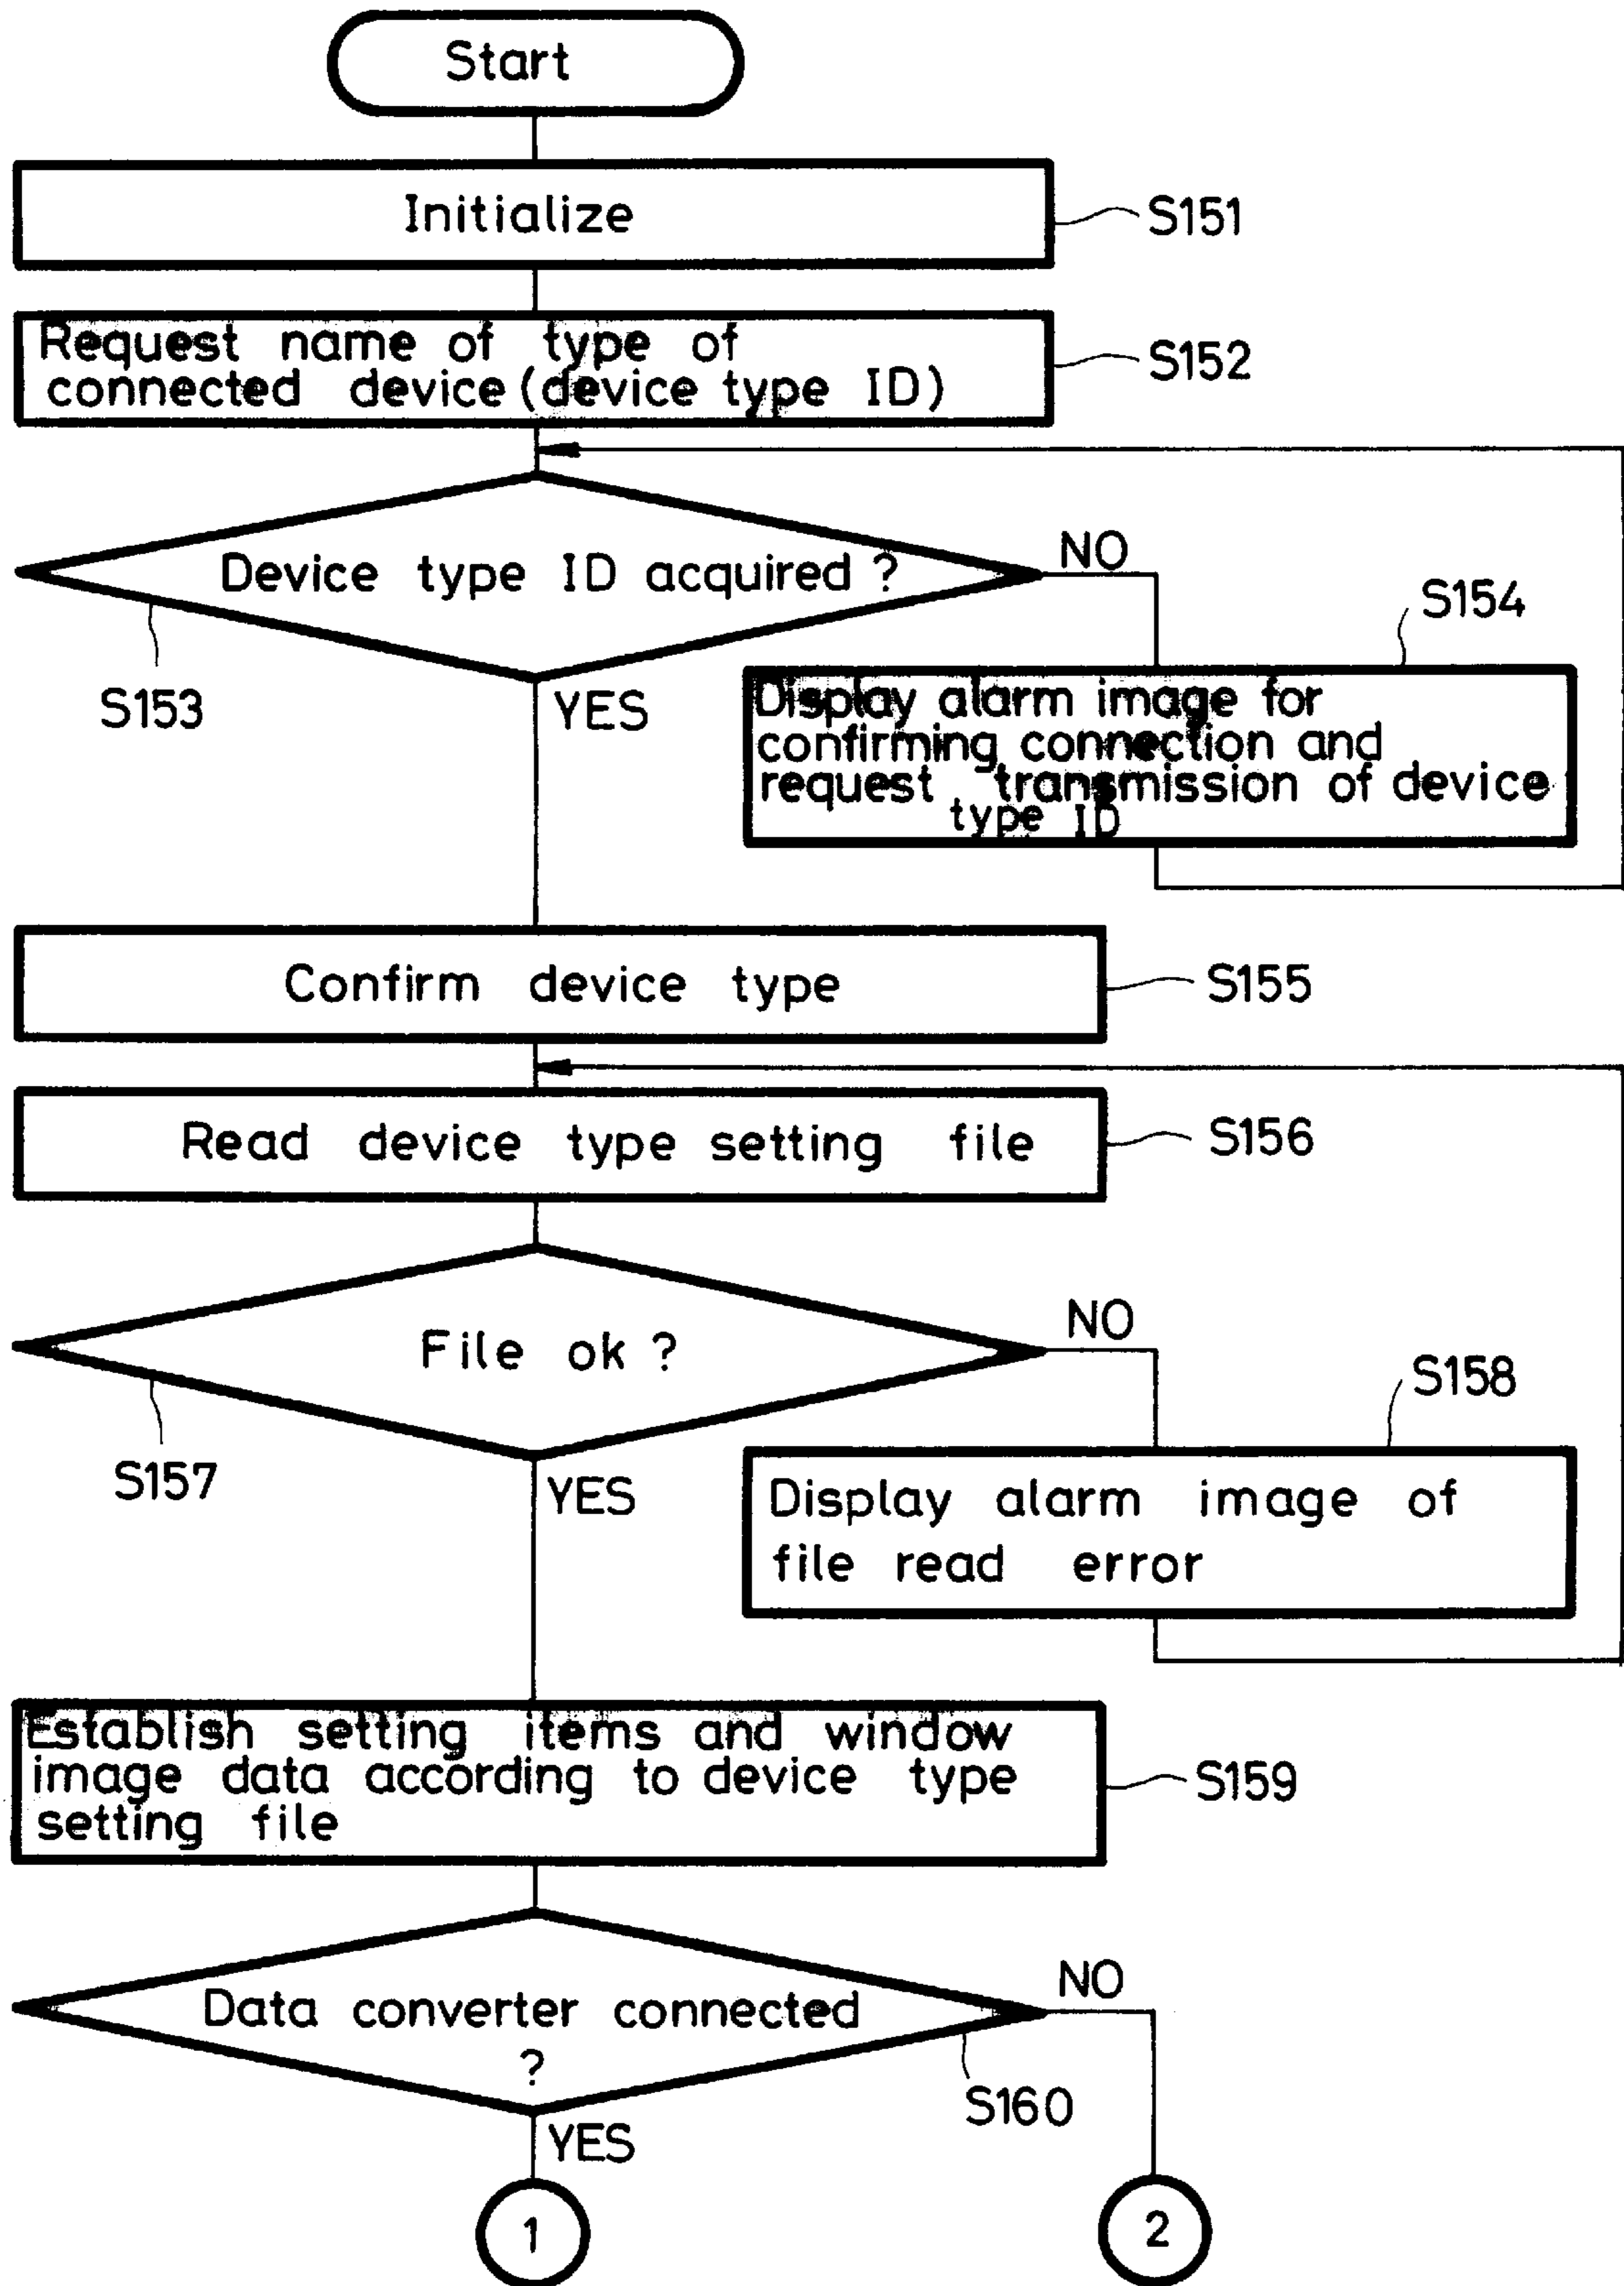 Start
Initialize
S151
Request name of type of
connected device (device type ID)
S152
Device type ID acquired ?
NO
S153
YES
S154
Display alarm image for
confirming connection and
request transmission of device
type ID
Confirm device type
S155
Read device type setting file
S156
File ok ?
NO
S157
YES
S158
Display alarm image of
file read error
Establish setting items and window
image data according to device type
setting file
S159
Data converter connected
?
NO
S160
YES
1
2